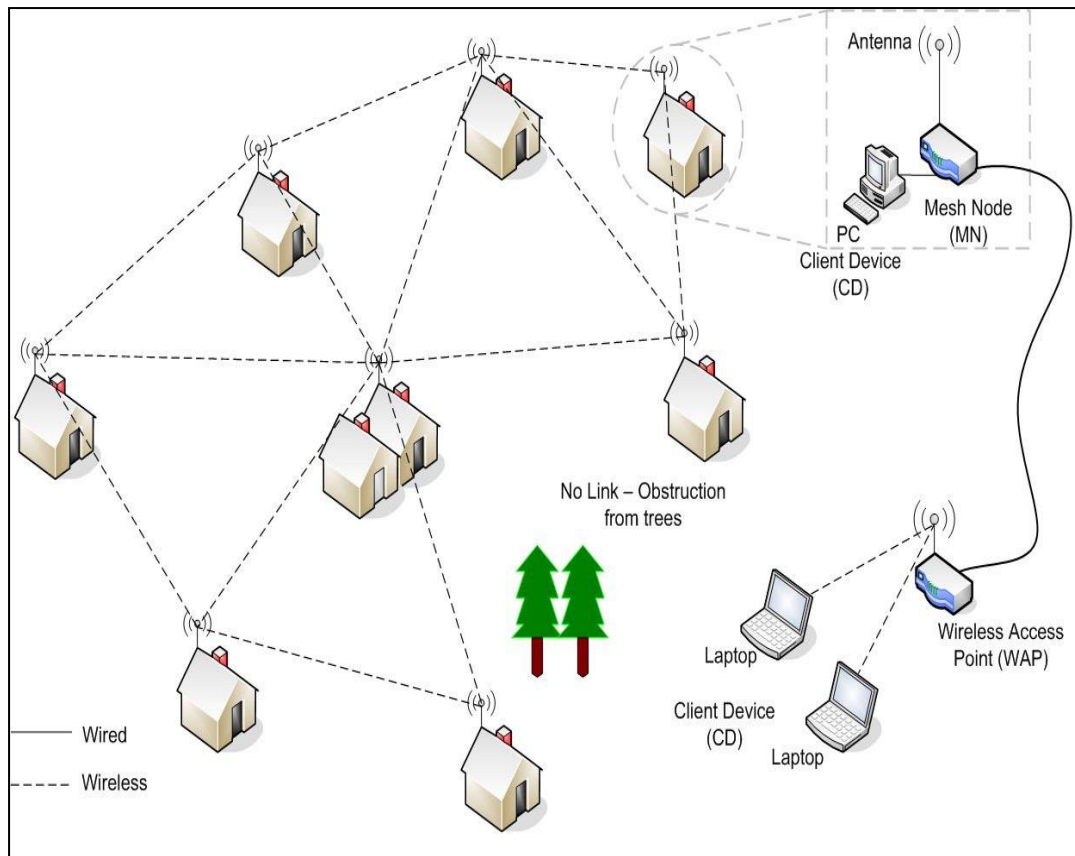 Antenna
Mesh Node
(MN)
PC
Client Device
(CD)
No Link – Obstruction
from trees
Wireless Access
Point (WAP)
Laptop
Client Device
(CD)
Laptop
Wired
Wireless